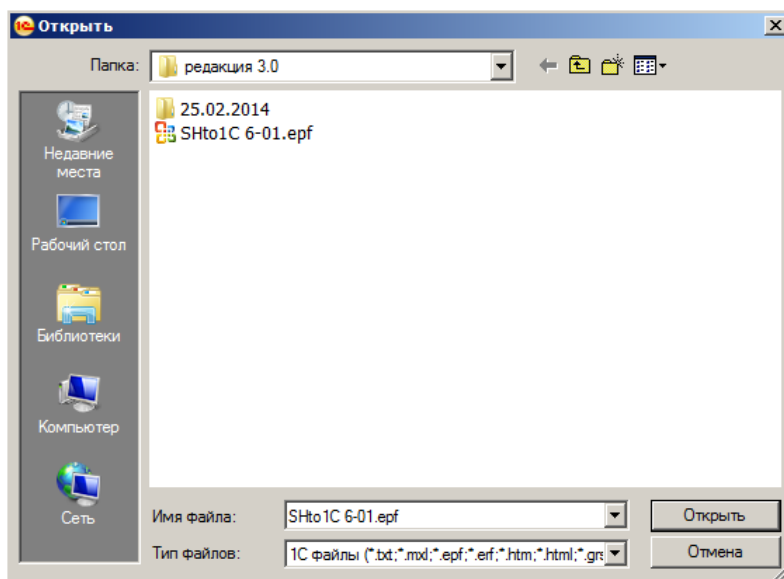 Открыть
Папка:
редакция 3.0
25.02.2014
SHto1C 6-01.epf
Недавние
места
Рабочий стол
Библиотеки
Компьютер
Сеть
Имя файла:
SHto1C 6-01.epf
Открыть
Тип файлов:
1С файлы (*.txt;*.mxl;*.epf;*.erf;*.htm;*.html;*.grs
Отмена